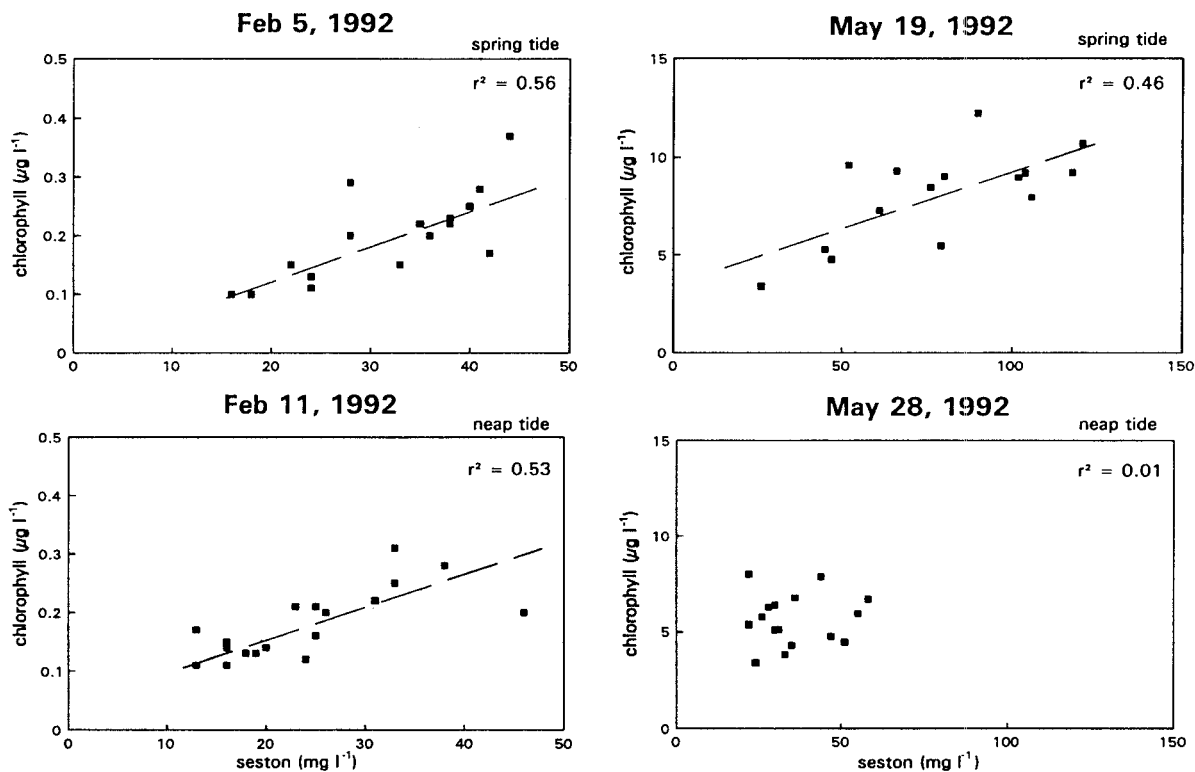 Feb 5, 1992
spring tide
r² = 0.56
chlorophyll (µg l⁻¹)
0.5
0.4
0.3
0.2
0.1
0
0 10 20 30 40 50
May 19, 1992
spring tide
r² = 0.46
chlorophyll (µg l⁻¹)
15
10
5
0
0 50 100 150
Feb 11, 1992
neap tide
r² = 0.53
chlorophyll (µg l⁻¹)
0.5
0.4
0.3
0.2
0.1
0
0 10 20 30 40 50
seston (mg l⁻¹)
May 28, 1992
neap tide
r² = 0.01
chlorophyll (µg l⁻¹)
15
10
5
0
0 50 100 150
seston (mg l⁻¹)